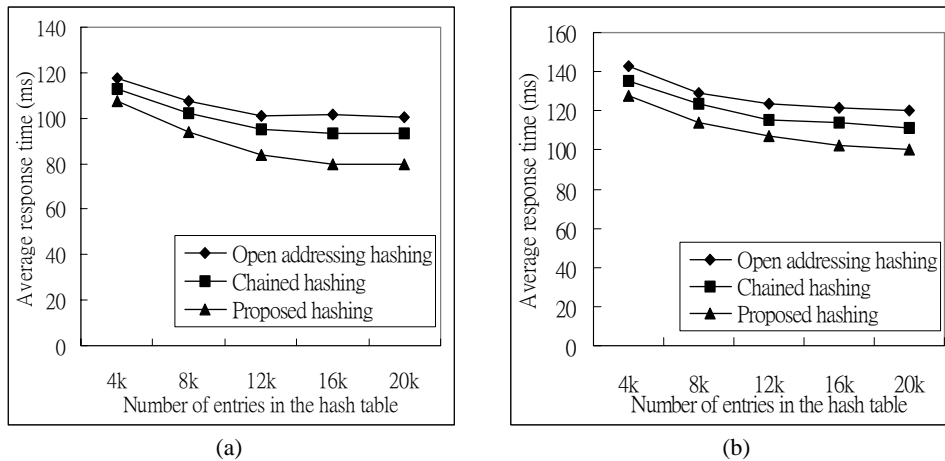 140
120
100
80
60
40
20
0
Average response time (ms)
Open addressing hashing
Chained hashing
Proposed hashing
4k 8k 12k 16k 20k
Number of entries in the hash table
(a)
160
140
120
100
80
60
40
20
0
Average response time (ms)
Open addressing hashing
Chained hashing
Proposed hashing
4k 8k 12k 16k 20k
Number of entries in the hash table
(b)